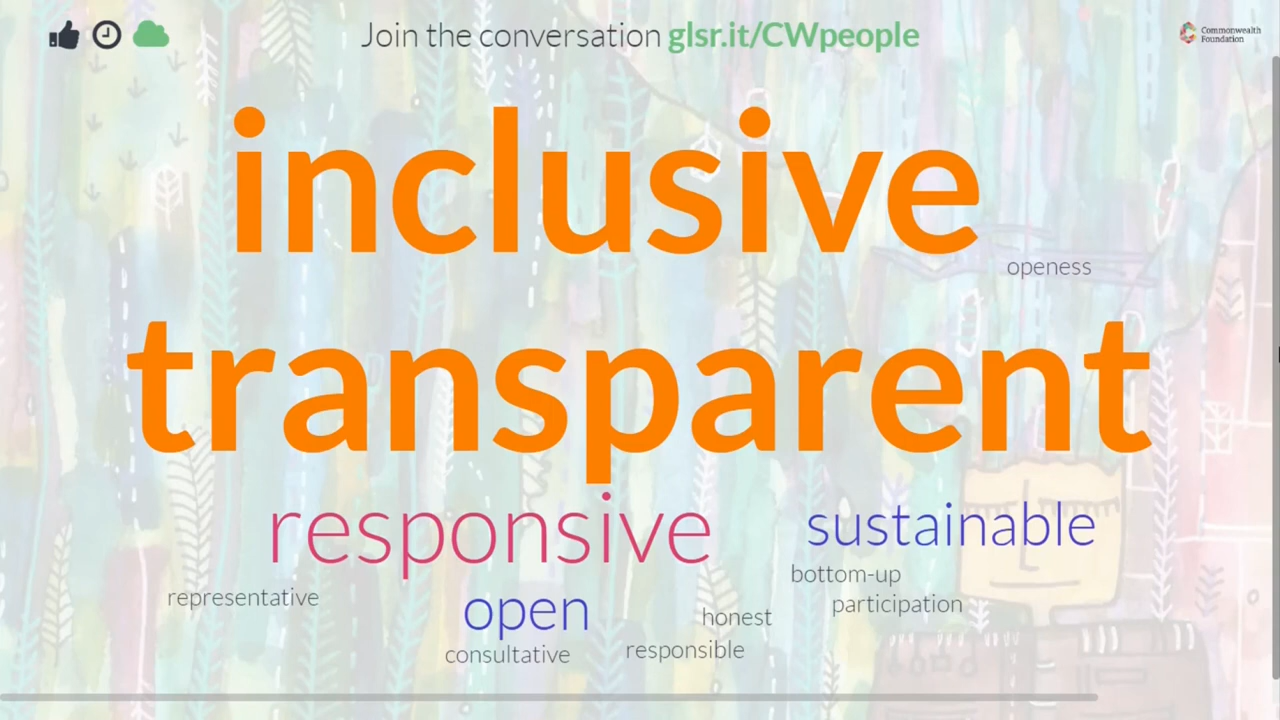 Join the conversation glsr.it/CWpeople
Commonwealth
Foundation
inclusive
openess
transparent
responsive
sustainable
bottom-up
representative
open
honest
participation
consultative
responsible